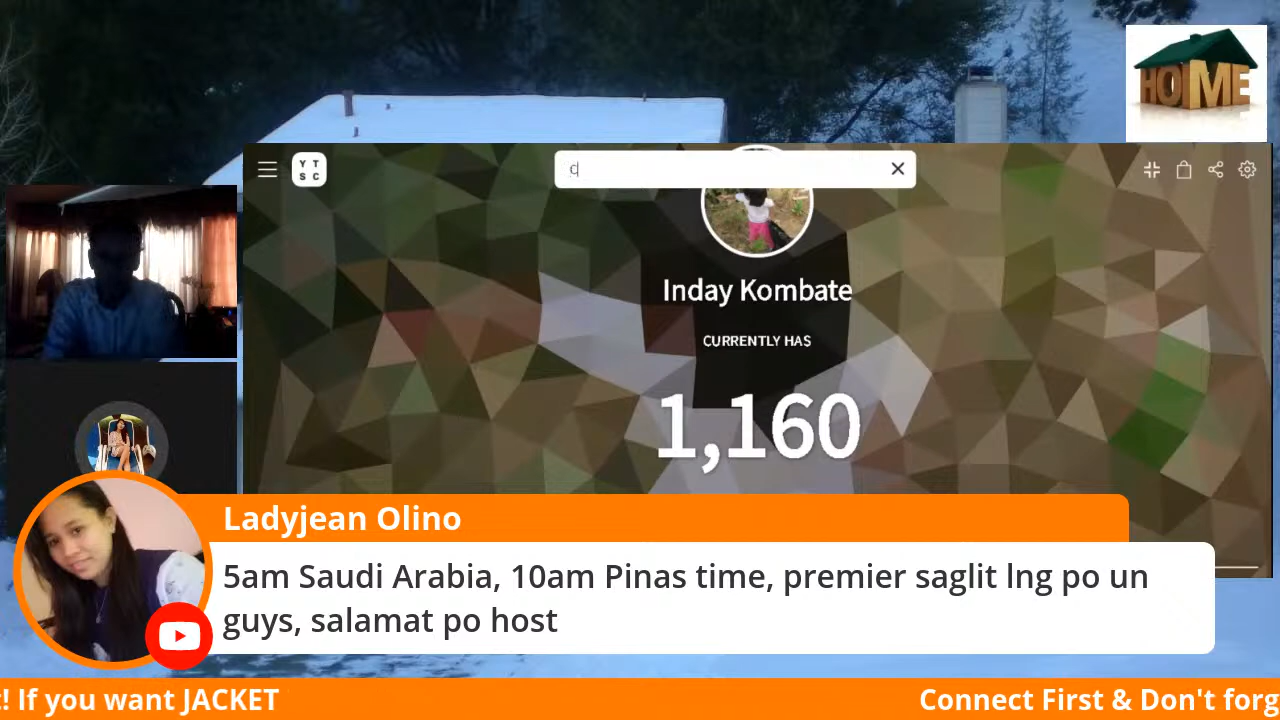 HOME
Y T
S C
c
Inday Kombate
CURRENTLY HAS
1,160
Ladyjean Olino
5am Saudi Arabia, 10am Pinas time, premier saglit lng po un
guys, salamat po host
! If you want JACKET
Connect First & Don't forg